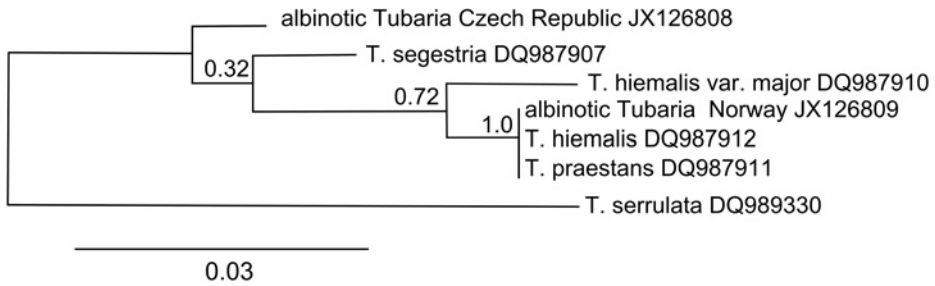 albinotic Tubaria Czech Republic JX126808
T. segestria DQ987907
0.32
T. hiemalis var. major DQ987910
0.72
albinotic Tubaria Norway JX126809
1.0
T. hiemalis DQ987912
T. praestans DQ987911
T. serrulata DQ989330
0.03